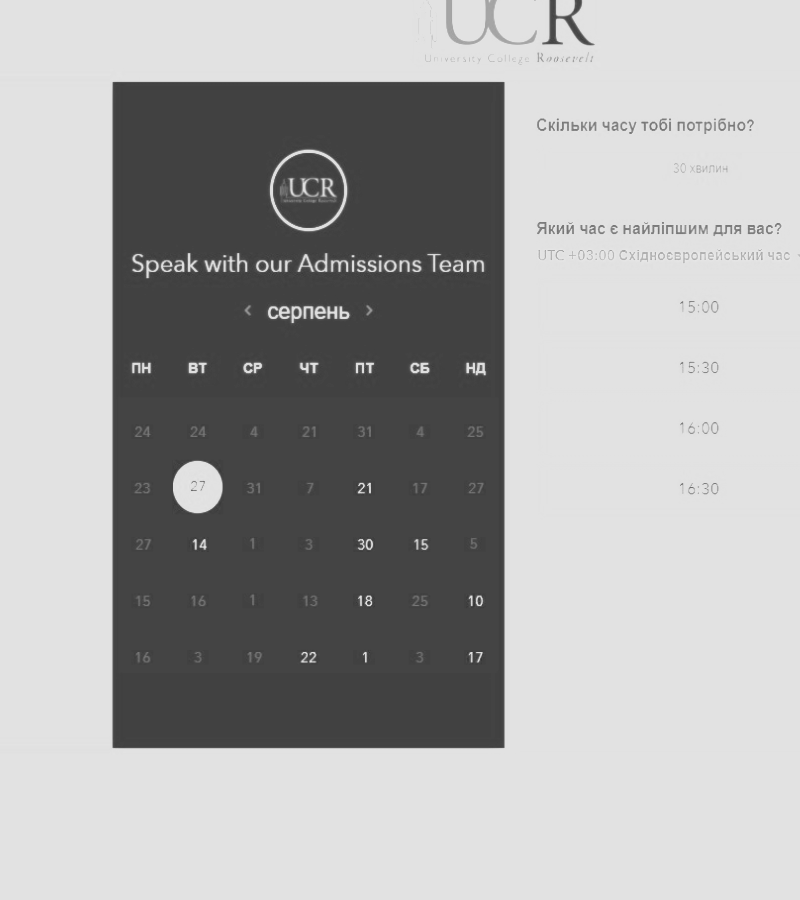 UCR
University College Roosevelt
UCR
University College Roosevelt
Speak with our Admissions Team
‹ серпень ›
ПН ВТ СР ЧТ ПТ СБ НД
24 24 4 21 31 4 25
23 27 31 7 21 17 27
27 14 1 3 30 15 5
15 16 1 13 18 25 10
16 3 19 22 1 3 17
Скільки часу тобі потрібно?
30 хвилин
Який час є найліпшим для вас?
UTC +03:00 Східноєвропейський час
15:00
15:30
16:00
16:30